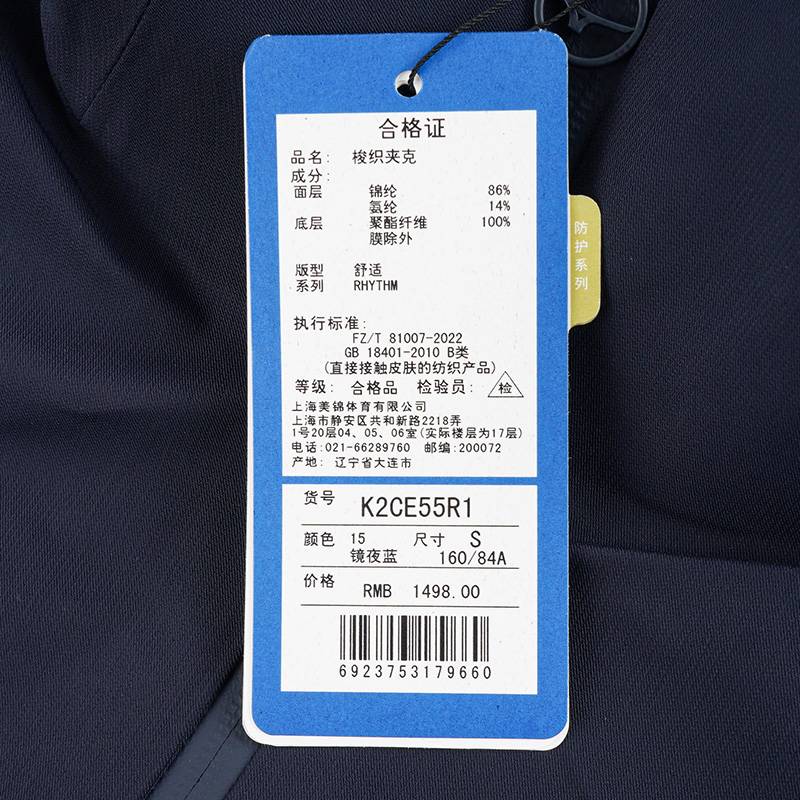 合格证
品名: 梭织夹克
成分:
面层 锦纶 86%
氨纶 14%
底层 聚酯纤维 100%
膜除外
版型 舒适
系列 RHYTHM
执行标准:
FZ/T 81007-2022
GB 18401-2010 B类
(直接接触皮肤的纺织产品)
等级: 合格品 检验员: 检
上海美锦体育有限公司
上海市静安区共和新路2218弄
1号20层04、05、06室(实际楼层为17层)
电话:021-66289760 邮编:200072
产地: 辽宁省大连市
货号 K2CE55R1
颜色 15 尺寸 S
镜夜蓝 160/84A
价格 RMB 1498.00
6923753179660
防护系列